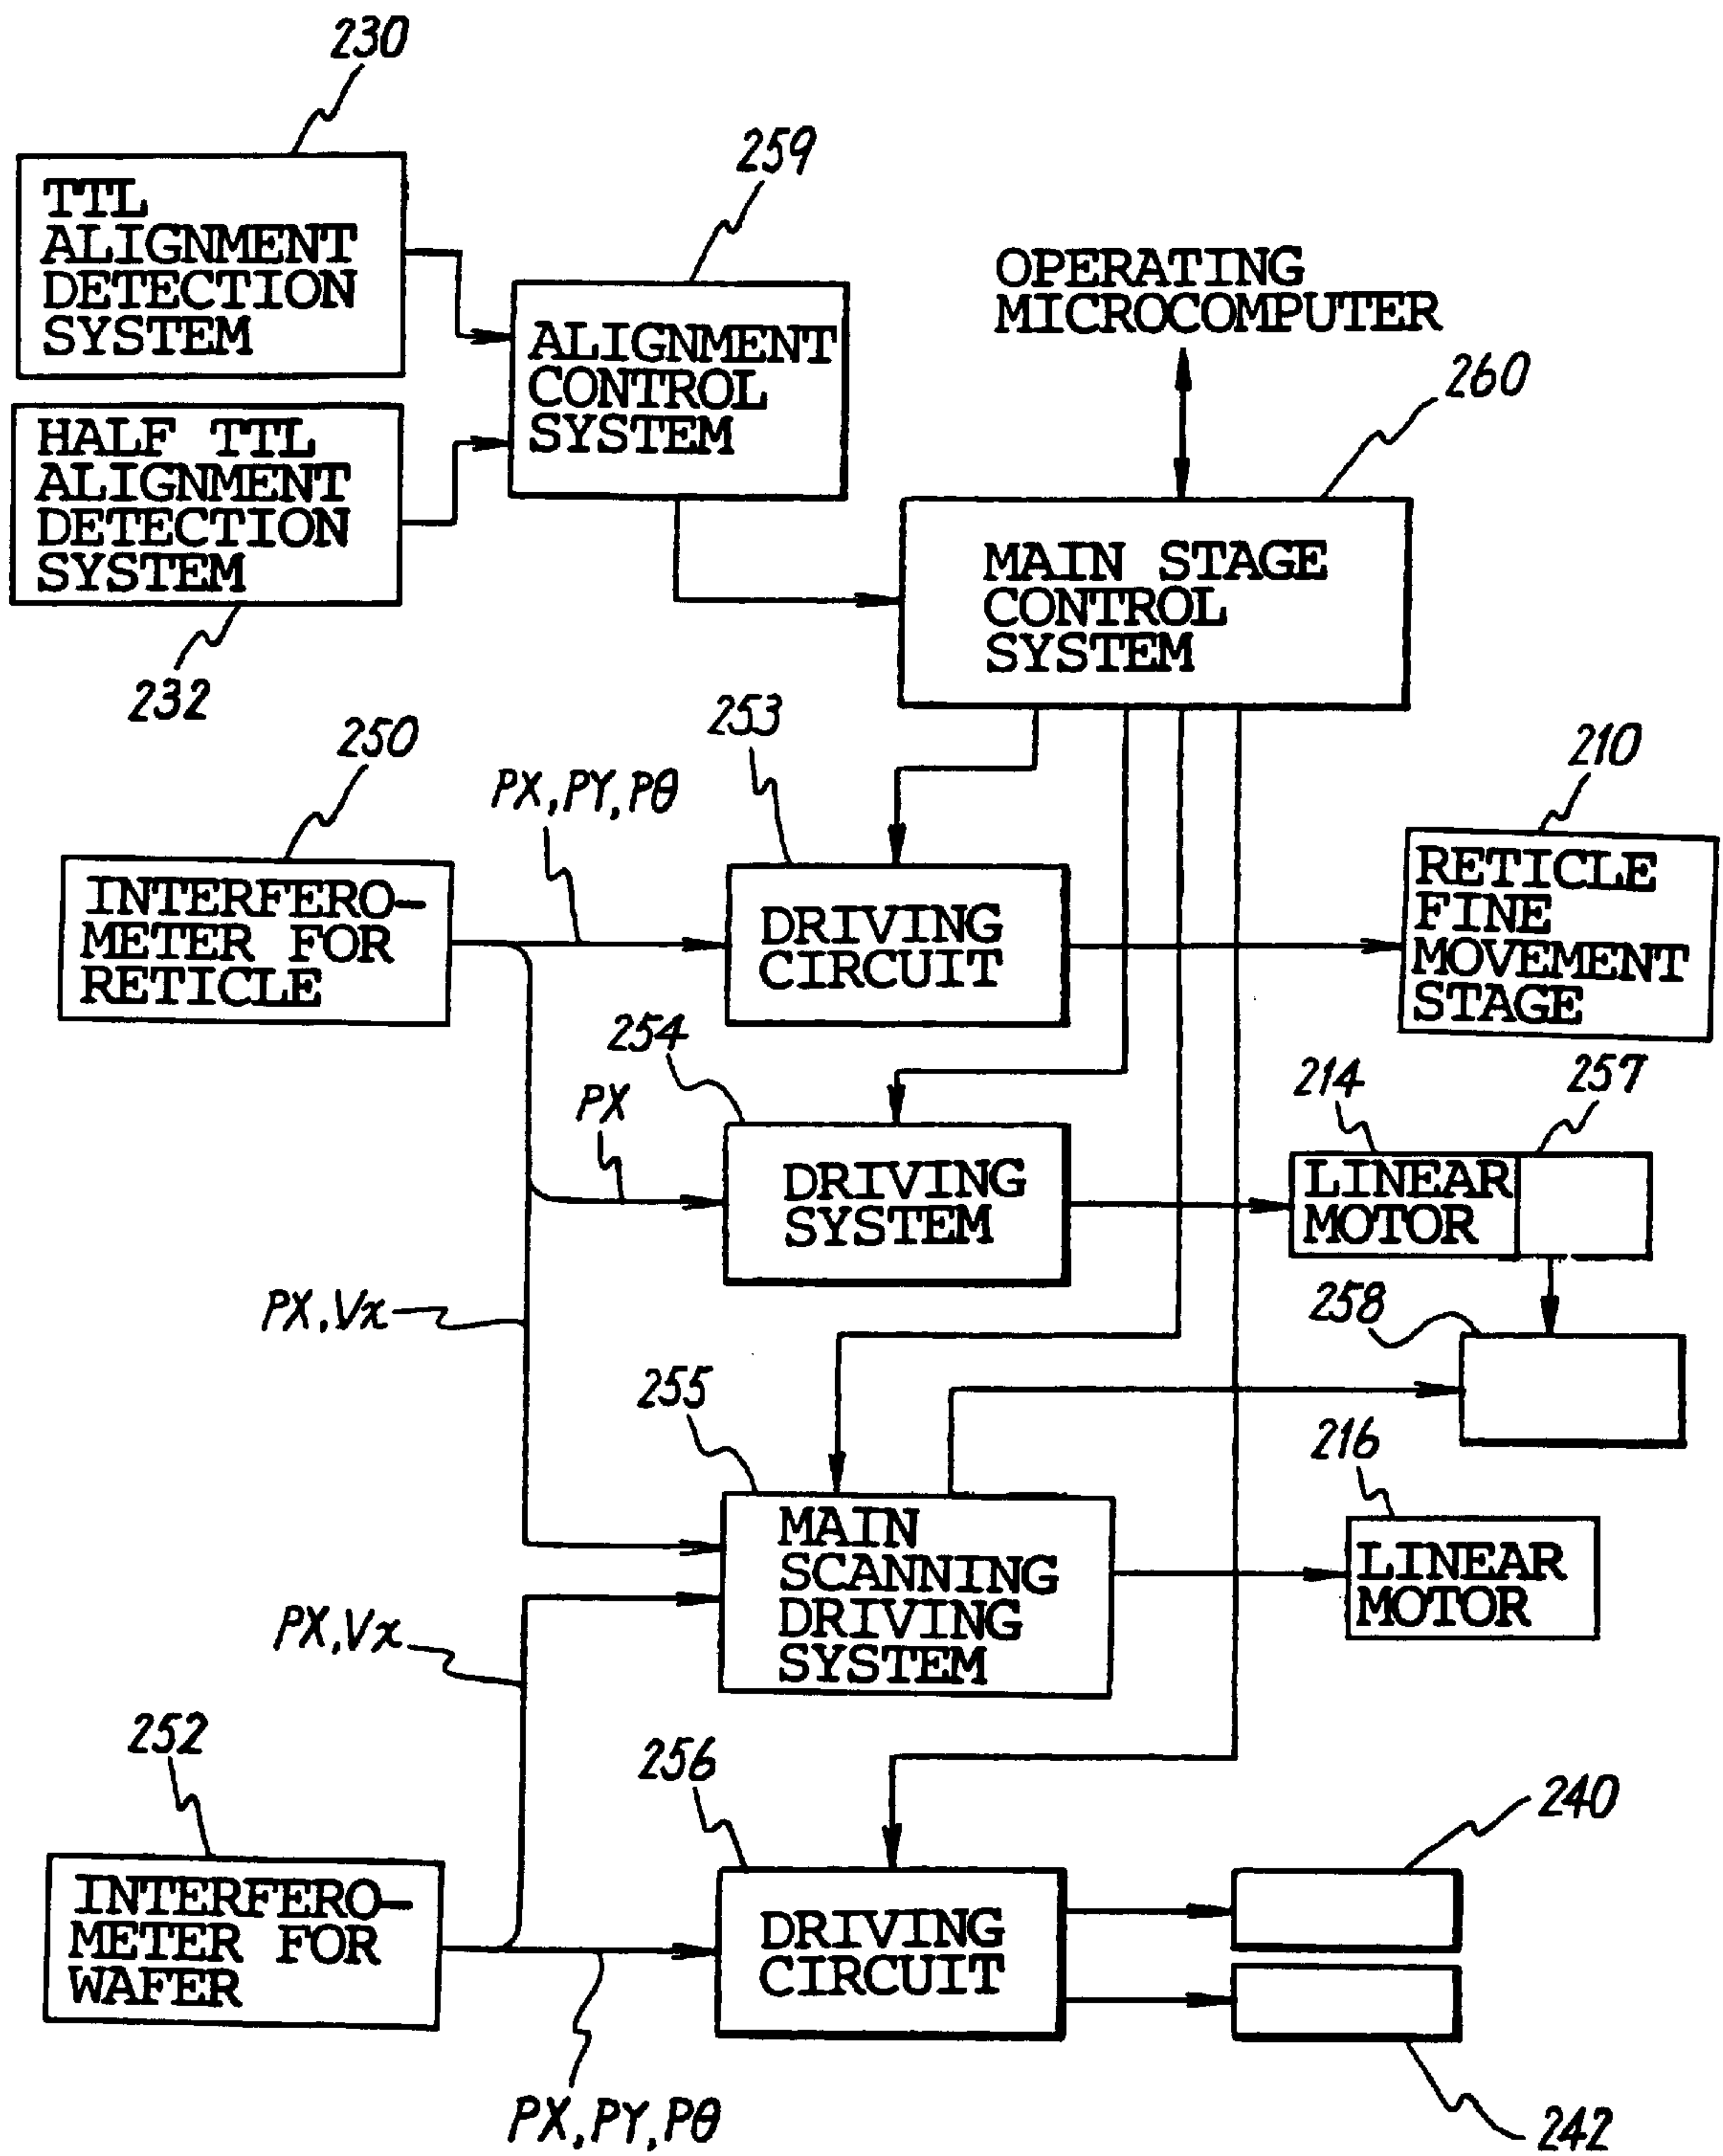 230
TTL
ALIGNMENT
DETECTION
SYSTEM
259
ALIGNMENT
CONTROL
SYSTEM
OPERATING
MICROCOMPUTER
HALF TTL
ALIGNMENT
DETECTION
SYSTEM
232
260
MAIN STAGE
CONTROL
SYSTEM
250
INTERFERO-
METER FOR
RETICLE
PX, PY, Pθ
253
DRIVING
CIRCUIT
210
RETICLE
FINE
MOVEMENT
STAGE
254
PX
DRIVING
SYSTEM
214
LINEAR
MOTOR
257
258
PX, Vx
255
MAIN
SCANNING
DRIVING
SYSTEM
216
LINEAR
MOTOR
PX, Vx
252
INTERFERO-
METER FOR
WAFER
256
DRIVING
CIRCUIT
240
242
PX, PY, Pθ